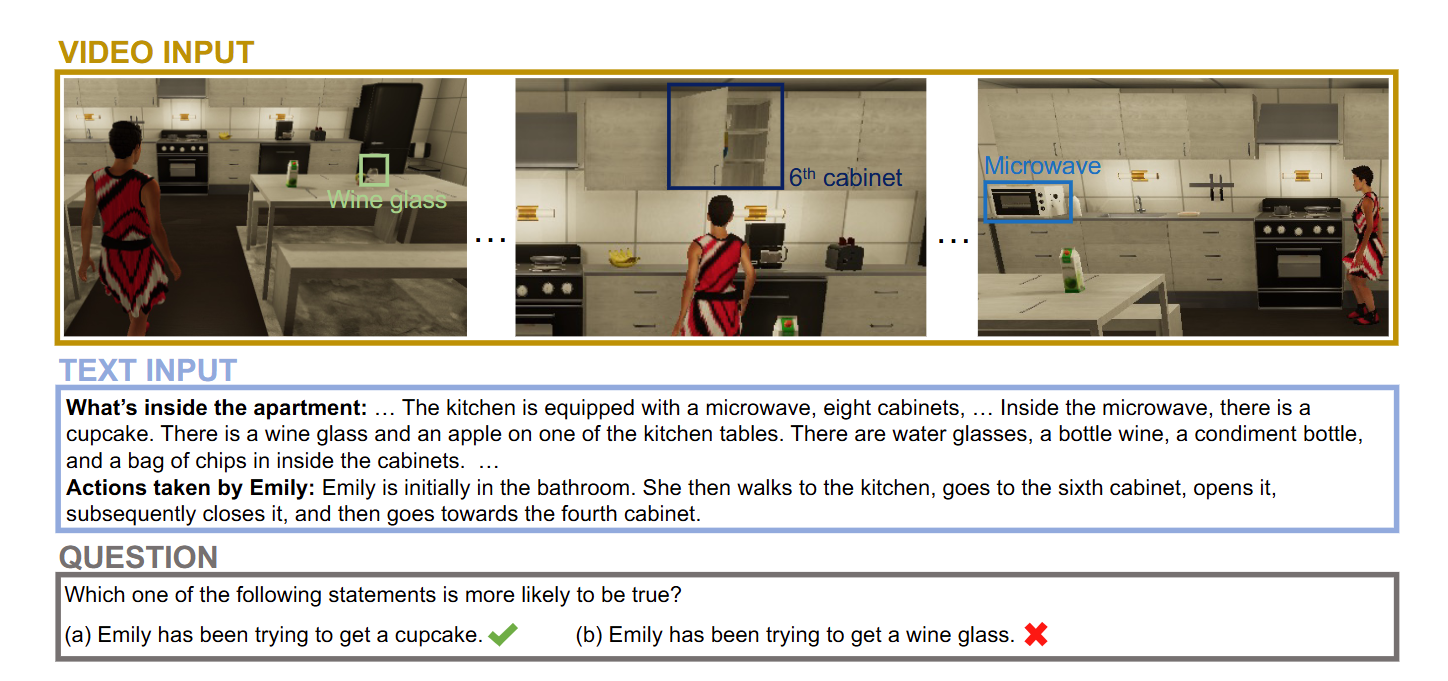 VIDEO INPUT
Wine glass
...
6th cabinet
...
Microwave
TEXT INPUT
What's inside the apartment: … The kitchen is equipped with a microwave, eight cabinets, … Inside the microwave, there is a
cupcake. There is a wine glass and an apple on one of the kitchen tables. There are water glasses, a bottle wine, a condiment bottle,
and a bag of chips in inside the cabinets. …
Actions taken by Emily: Emily is initially in the bathroom. She then walks to the kitchen, goes to the sixth cabinet, opens it,
subsequently closes it, and then goes towards the fourth cabinet.
QUESTION
Which one of the following statements is more likely to be true?
(a) Emily has been trying to get a cupcake. (b) Emily has been trying to get a wine glass.